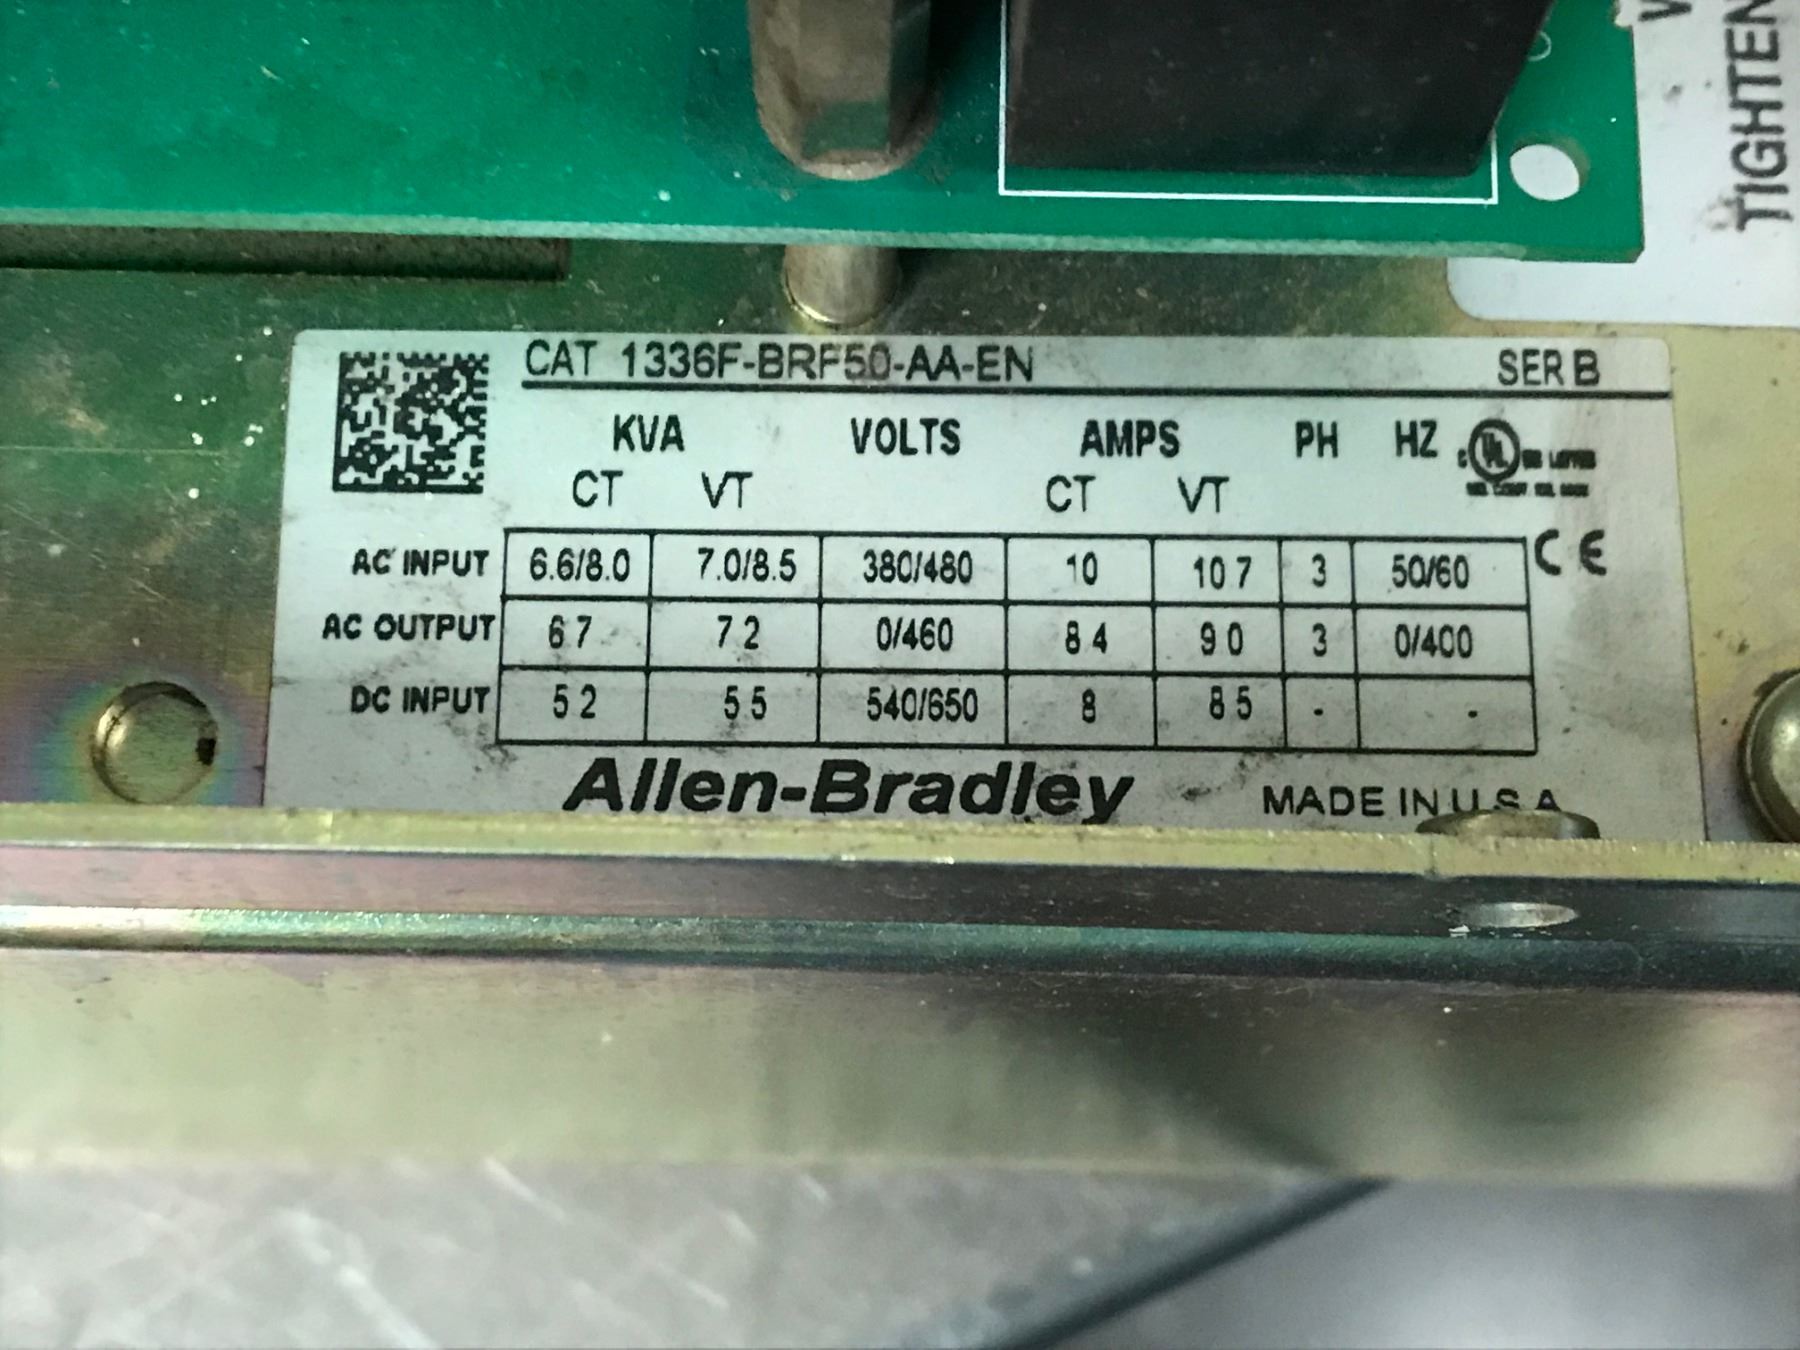 TIGHTEN
CAT 1336F-BRF50-AA-EN SER B
KVA VOLTS AMPS PH HZ UL
CT VT CT VT
AC INPUT 6.6/8.0 7.0/8.5 380/480 10 10 7 3 50/60 CE
AC OUTPUT 6 7 7 2 0/460 8 4 9 0 3 0/400
DC INPUT 5 2 5 5 540/650 8 8 5 - -
Allen-Bradley MADE IN U.S.A